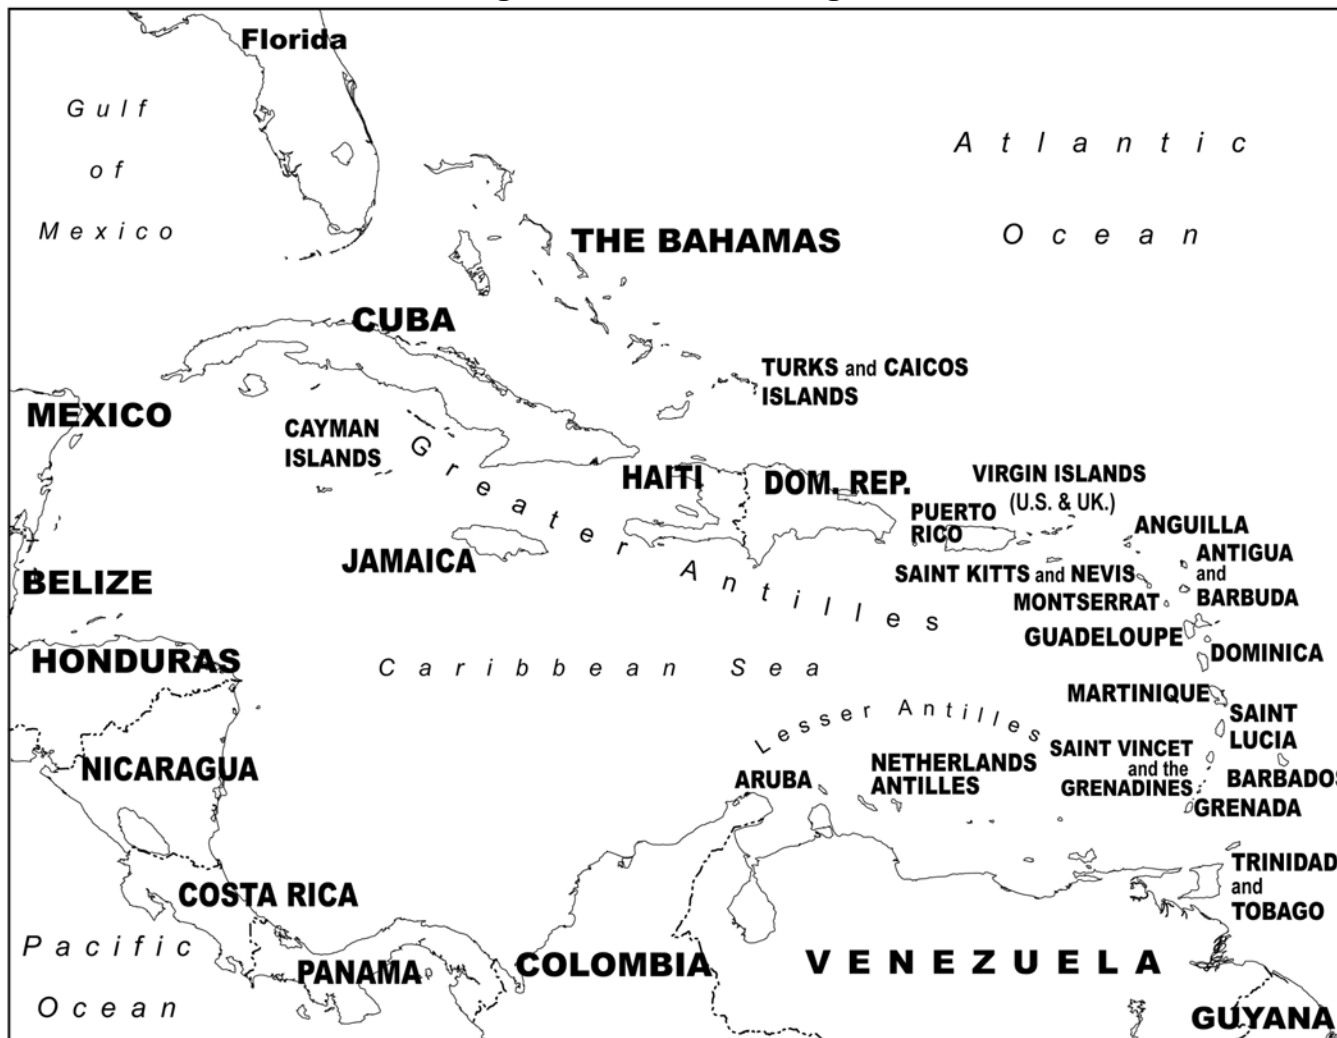 Florida
Gulf
of
Mexico
Atlantic
Ocean
THE BAHAMAS
CUBA
TURKS and CAICOS
ISLANDS
MEXICO
CAYMAN
ISLANDS
Greater Antilles
HAITI
DOM. REP.
VIRGIN ISLANDS
(U.S. & UK.)
PUERTO
RICO
ANGUILLA
JAMAICA
ANTIGUA
and
BARBUDA
SAINT KITTS and NEVIS
BELIZE
MONTSERRAT
GUADELOUPE
DOMINICA
HONDURAS
Caribbean Sea
MARTINIQUE
Lesser Antilles
SAINT
LUCIA
NICARAGUA
ARUBA
NETHERLANDS
ANTILLES
SAINT VINCET
and the
GRENADINES
BARBADOS
GRENADA
TRINIDAD
and
TOBAGO
COSTA RICA
Pacific
Ocean
PANAMA
COLOMBIA
VENEZUELA
GUYANA